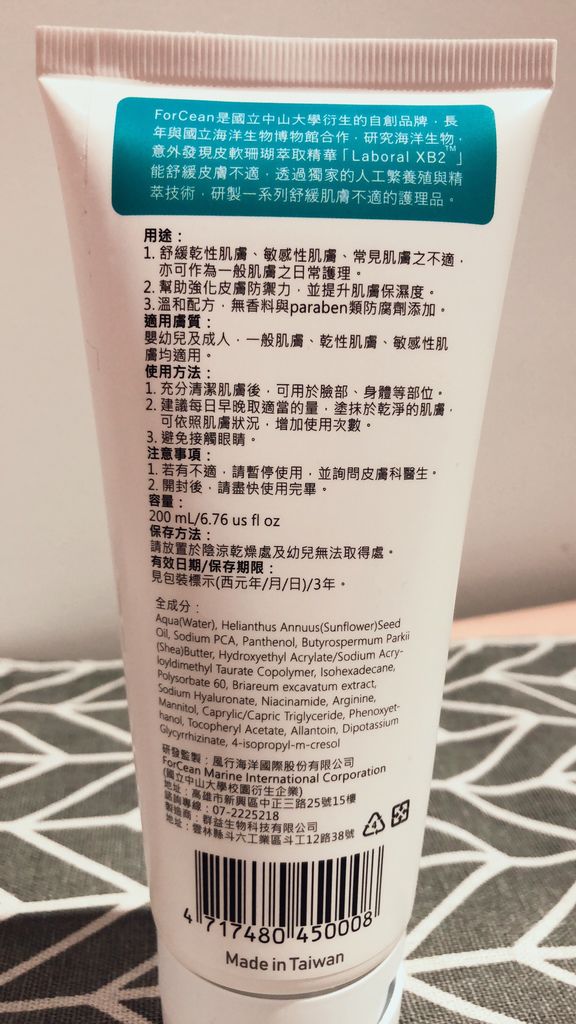 ForCean是國立中山大學衍生的自創品牌，長
年與國立海洋生物博物館合作，研究海洋生物，
意外發現皮軟珊瑚萃取精華「Laboral XB2™」
能舒緩皮膚不適，透過獨家的人工繁養殖與精
萃技術，研製一系列舒緩肌膚不適的護理品。
用途：
1. 舒緩乾性肌膚、敏感性肌膚、常見肌膚之不適，
亦可作為一般肌膚之日常護理。
2. 幫助強化皮膚防禦力，並提升肌膚保濕度。
3. 溫和配方，無香料與paraben類防腐劑添加。
適用膚質：
嬰幼兒及成人，一般肌膚、乾性肌膚、敏感性肌
膚均適用。
使用方法：
1. 充分清潔肌膚後，可用於臉部、身體等部位。
2. 建議每日早晚取適當的量，塗抹於乾淨的肌膚，
可依照肌膚狀況，增加使用次數。
3. 避免接觸眼睛。
注意事項：
1. 若有不適，請暫停使用，並詢問皮膚科醫生。
2. 開封後，請盡快使用完畢。
容量：
200 mL/6.76 us fl oz
保存方法：
請放置於陰涼乾燥處及幼兒無法取得處。
有效日期/保存期限：
見包裝標示(西元年/月/日)/3年。
全成分：
Aqua(Water), Helianthus Annuus(Sunflower)Seed
Oil, Sodium PCA, Panthenol, Butyrospermum Parkii
(Shea)Butter, Hydroxyethyl Acrylate/Sodium Acry-
loyldimethyl Taurate Copolymer, Isohexadecane,
Polysorbate 60, Briareum excavatum extract,
Sodium Hyaluronate, Niacinamide, Arginine,
Mannitol, Caprylic/Capric Triglyceride, Phenoxyet-
hanol, Tocopheryl Acetate, Allantoin, Dipotassium
Glycyrrhizinate, 4-isopropyl-m-cresol
研發監製：風行海洋國際股份有限公司
ForCean Marine International Corporation
(國立中山大學校園衍生企業)
地址：高雄市新興區中正三路25號15樓
諮詢專線：07-2225218
製造商：群益生物科技有限公司
地址：雲林縣斗六工業區斗工12路38號
4
4 717480 450008
Made in Taiwan